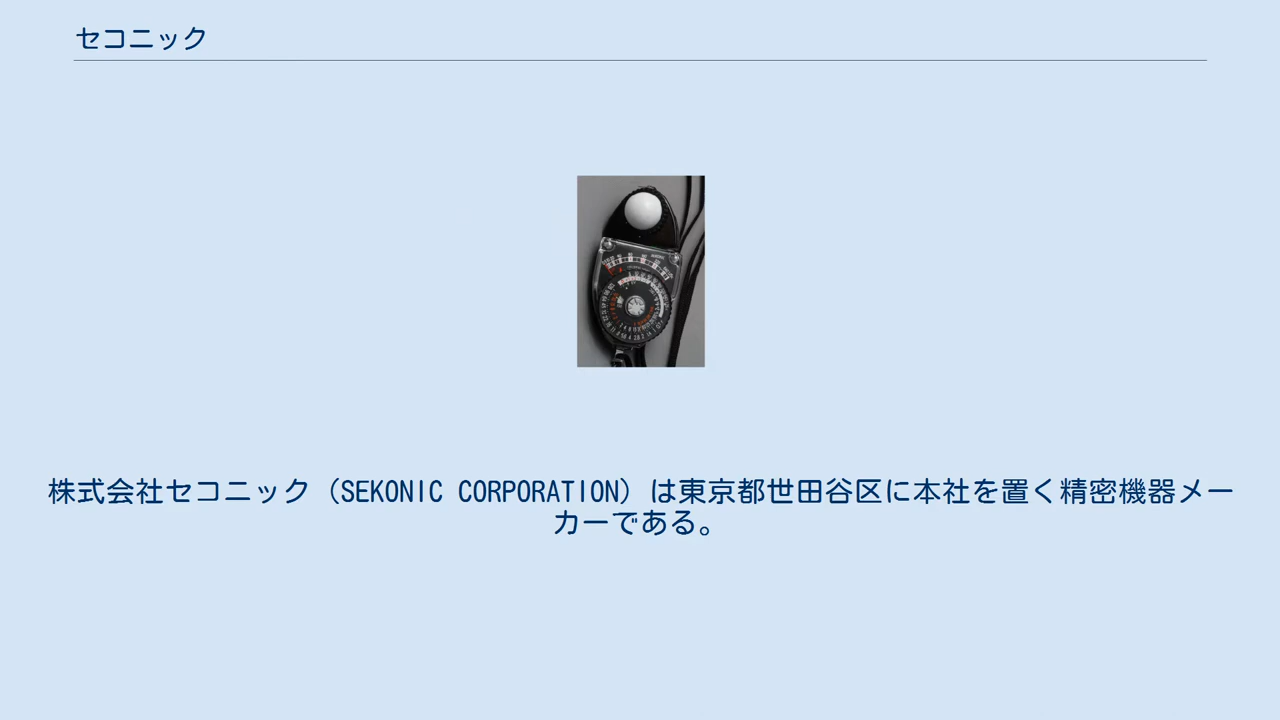 セコニック
株式会社セコニック（SEKONIC CORPORATION）は東京都世田谷区に本社を置く精密機器メー
カーである。